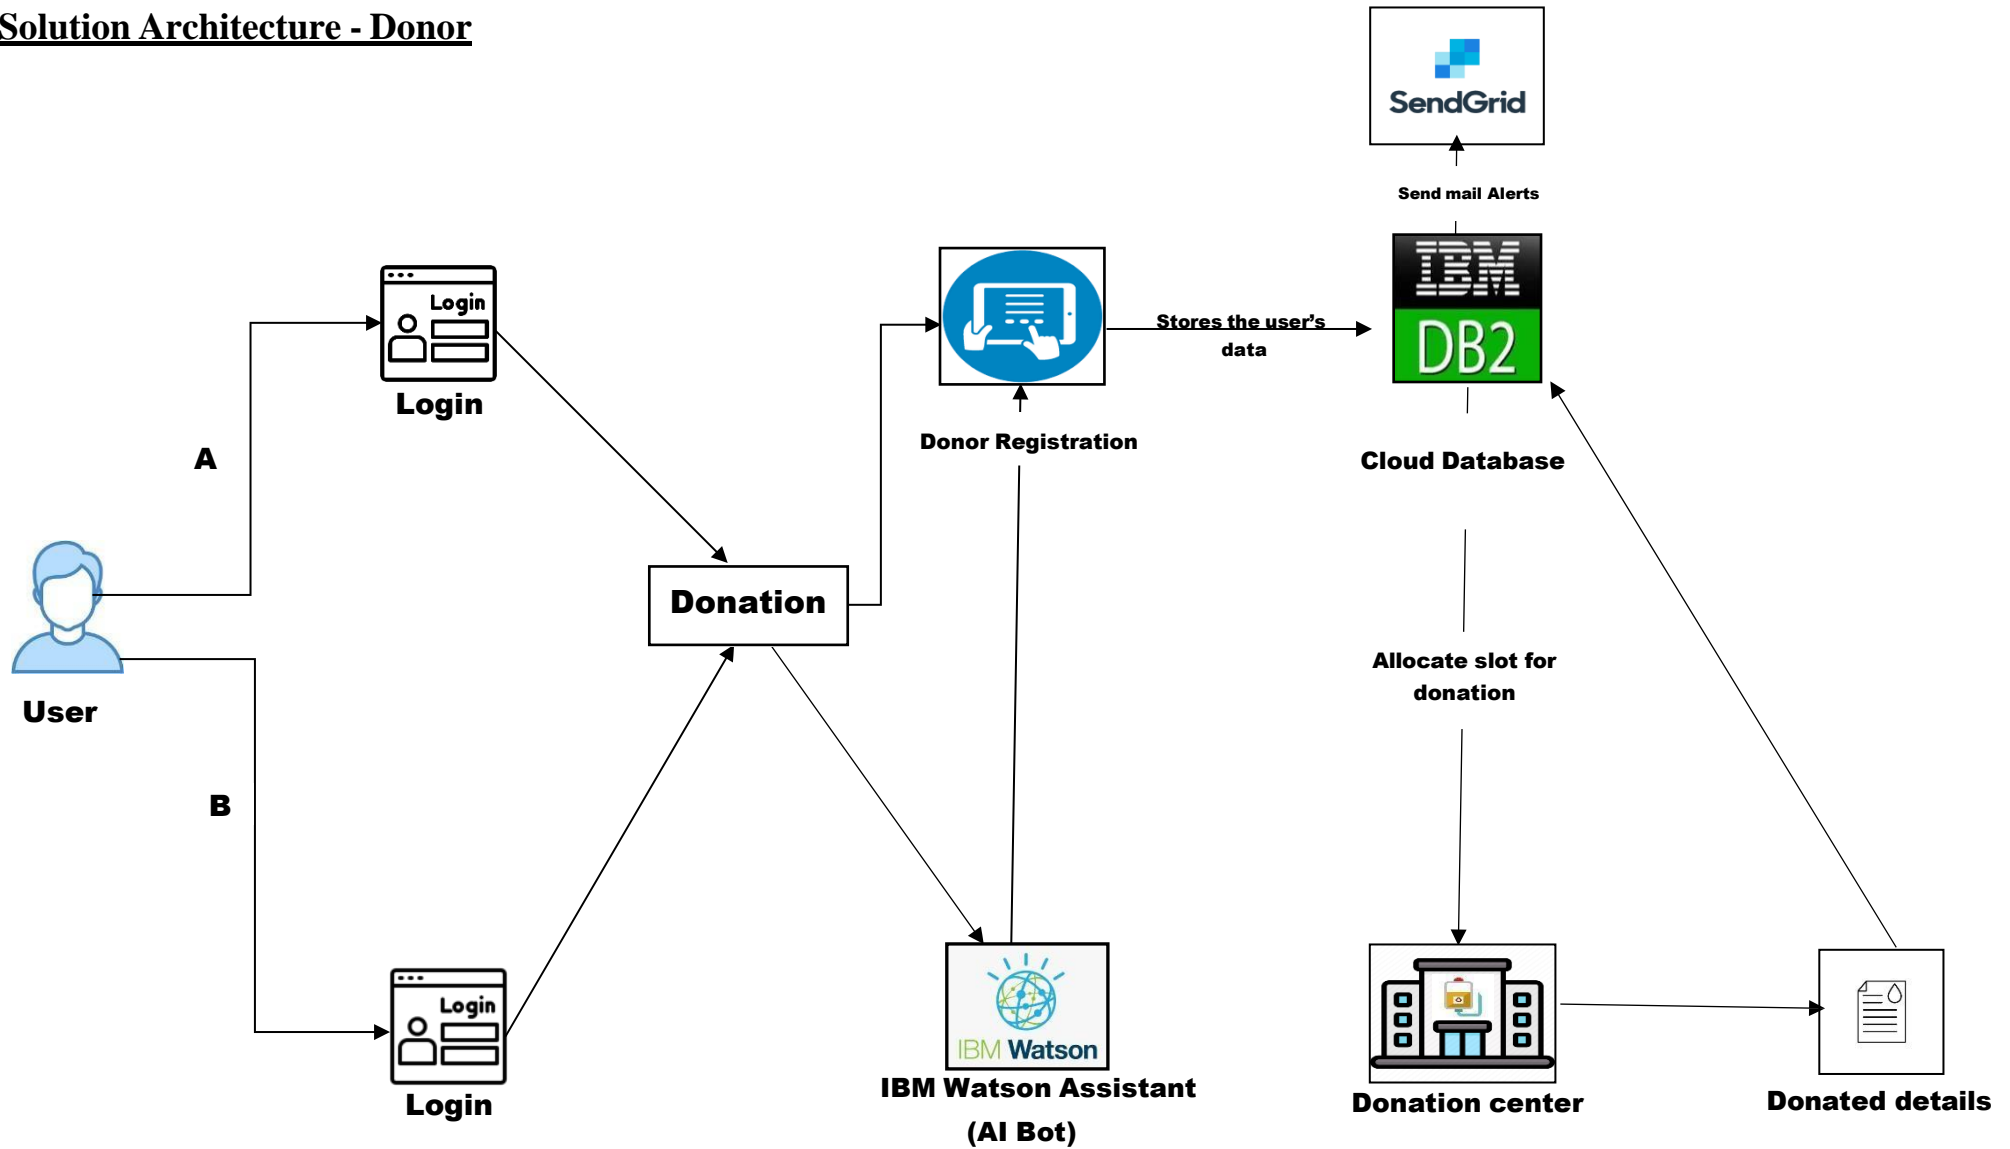 Solution Architecture - Donor
SendGrid
Send mail Alerts
Login
Login
A
User
B
Login
Login
Donation
Donor Registration
Stores the user’s
data
IBM
DB2
Cloud Database
Allocate slot for
donation
IBM Watson
IBM Watson Assistant
(AI Bot)
Donation center
Donated details